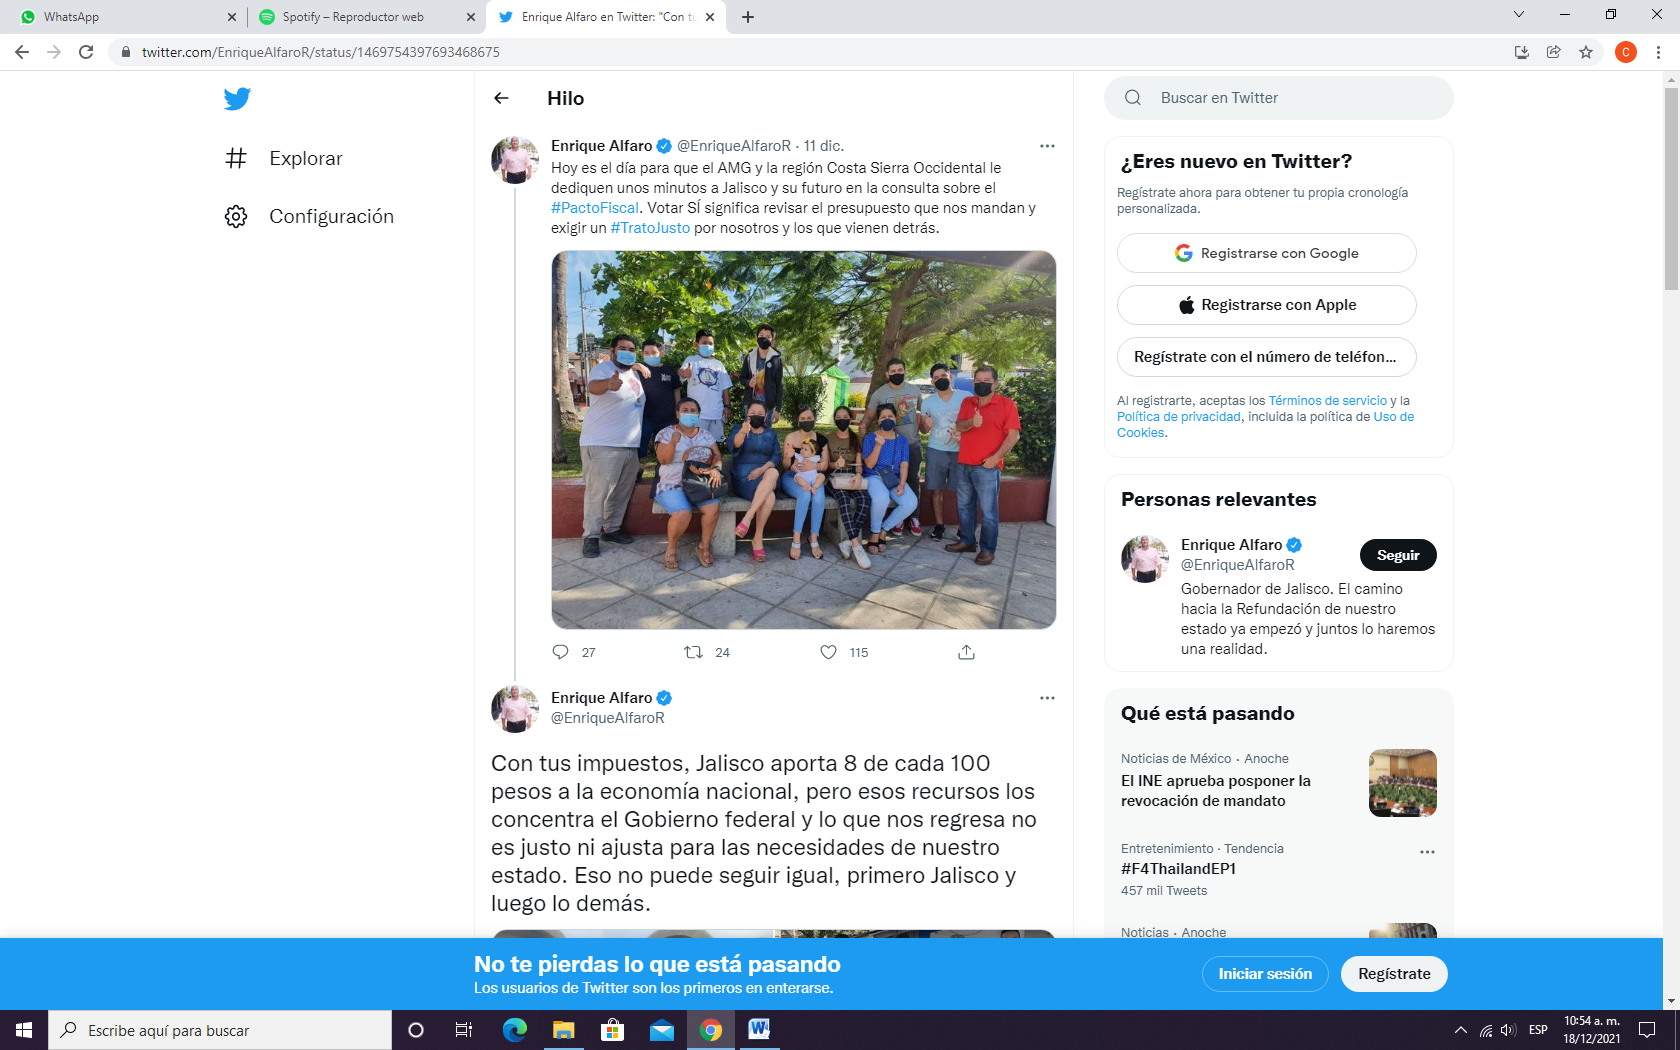 WhatsApp
Spotify – Reproductor web
Enrique Alfaro en Twitter: "Con tu
twitter.com/EnriqueAlfaroR/status/1469754397693468675
C
Explorar
Configuración
Hilo
Enrique Alfaro @EnriqueAlfaroR · 11 dic.
Hoy es el día para que el AMG y la región Costa Sierra Occidental le
dediquen unos minutos a Jalisco y su futuro en la consulta sobre el
#PactoFiscal. Votar SÍ significa revisar el presupuesto que nos mandan y
exigir un #TratoJusto por nosotros y los que vienen detrás.
27
24
115
Enrique Alfaro
@EnriqueAlfaroR
Con tus impuestos, Jalisco aporta 8 de cada 100
pesos a la economía nacional, pero esos recursos los
concentra el Gobierno federal y lo que nos regresa no
es justo ni ajusta para las necesidades de nuestro
estado. Eso no puede seguir igual, primero Jalisco y
luego lo demás.
Buscar en Twitter
¿Eres nuevo en Twitter?
Regístrate ahora para obtener tu propia cronología
personalizada.
Registrarse con Google
Registrarse con Apple
Regístrate con el número de teléfon...
Al registrarte, aceptas los Términos de servicio y la
Política de privacidad, incluida la política de Uso de
Cookies.
Personas relevantes
Enrique Alfaro
@EnriqueAlfaroR
Seguir
Gobernador de Jalisco. El camino
hacia la Refundación de nuestro
estado ya empezó y juntos lo haremos
una realidad.
Qué está pasando
Noticias de México · Anoche
El INE aprueba posponer la
revocación de mandato
Entretenimiento · Tendencia
#F4ThailandEP1
457 mil Tweets
Noticias · Anoche
No te pierdas lo que está pasando
Los usuarios de Twitter son los primeros en enterarse.
Iniciar sesión
Regístrate
Escribe aquí para buscar
W
ESP
10:54 a. m.
18/12/2021